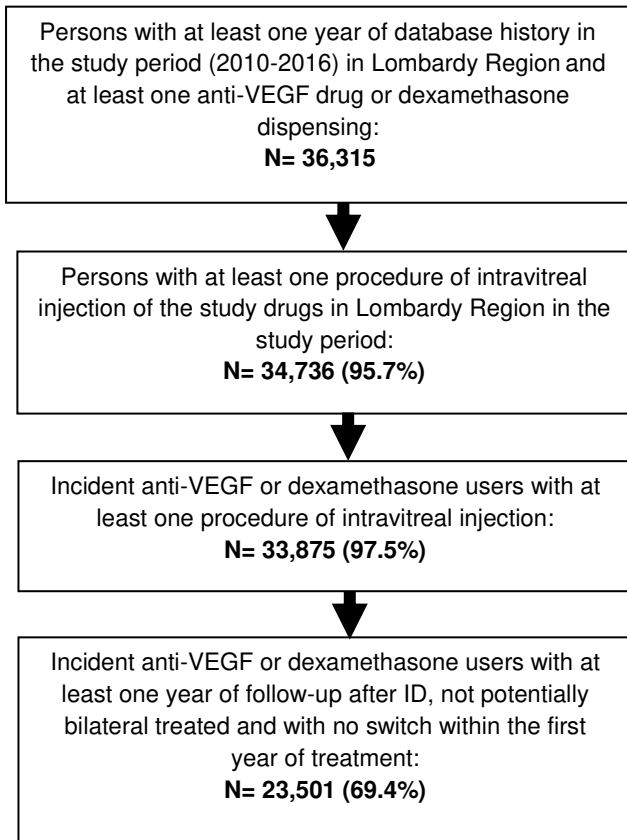 Persons with at least one year of database history in
the study period (2010-2016) in Lombardy Region and
at least one anti-VEGF drug or dexamethasone
dispensing:
N= 36,315
Persons with at least one procedure of intravitreal
injection of the study drugs in Lombardy Region in the
study period:
N= 34,736 (95.7%)
Incident anti-VEGF or dexamethasone users with at
least one procedure of intravitreal injection:
N= 33,875 (97.5%)
Incident anti-VEGF or dexamethasone users with at
least one year of follow-up after ID, not potentially
bilateral treated and with no switch within the first
year of treatment:
N= 23,501 (69.4%)